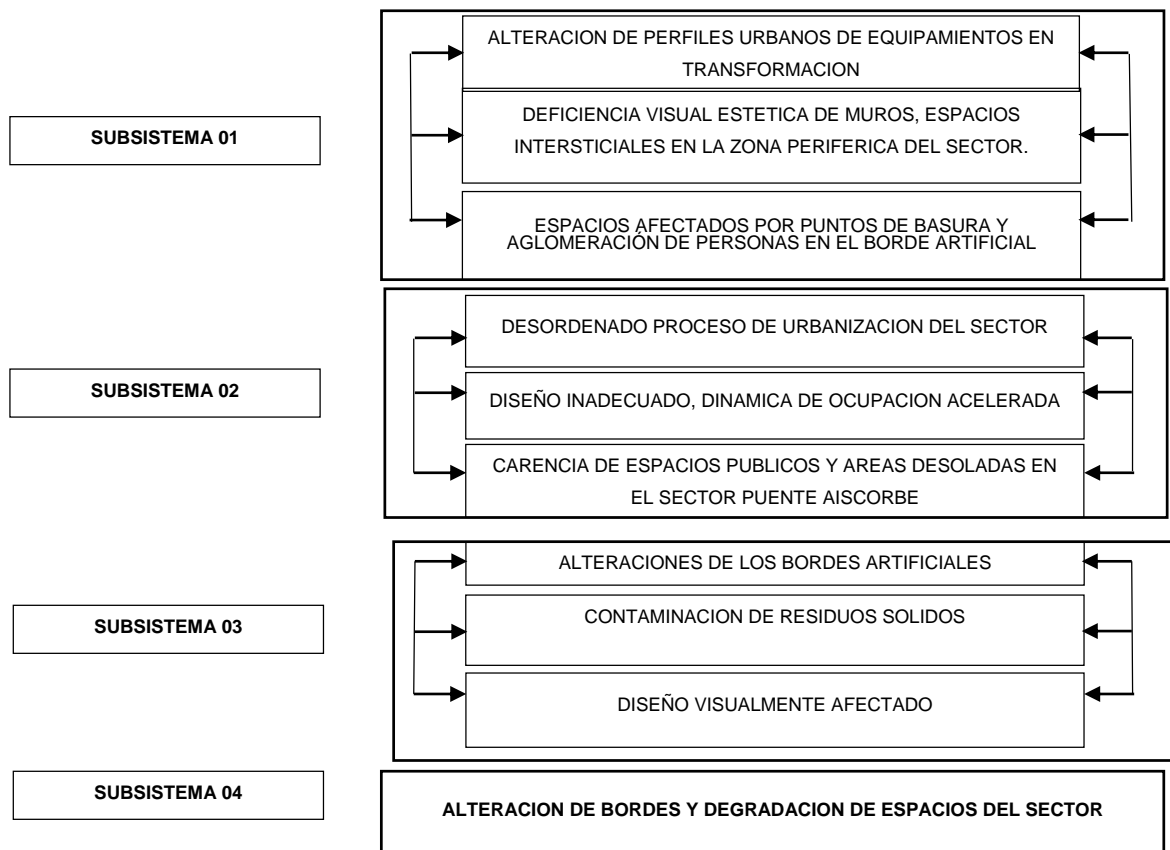 ALTERACION DE PERFILES URBANOS DE EQUIPAMIENTOS EN
TRANSFORMACION
SUBSISTEMA 01
DEFICIENCIA VISUAL ESTETICA DE MUROS, ESPACIOS
INTERSTICIALES EN LA ZONA PERIFERICA DEL SECTOR.
ESPACIOS AFECTADOS POR PUNTOS DE BASURA Y
AGLOMERACIÓN DE PERSONAS EN EL BORDE ARTIFICIAL
DESORDENADO PROCESO DE URBANIZACION DEL SECTOR
SUBSISTEMA 02
DISEÑO INADECUADO, DINAMICA DE OCUPACION ACELERADA
CARENCIA DE ESPACIOS PUBLICOS Y AREAS DESOLADAS EN
EL SECTOR PUENTE AISCORBE
ALTERACIONES DE LOS BORDES ARTIFICIALES
SUBSISTEMA 03
CONTAMINACION DE RESIDUOS SOLIDOS
DISEÑO VISUALMENTE AFECTADO
SUBSISTEMA 04
ALTERACION DE BORDES Y DEGRADACION DE ESPACIOS DEL SECTOR